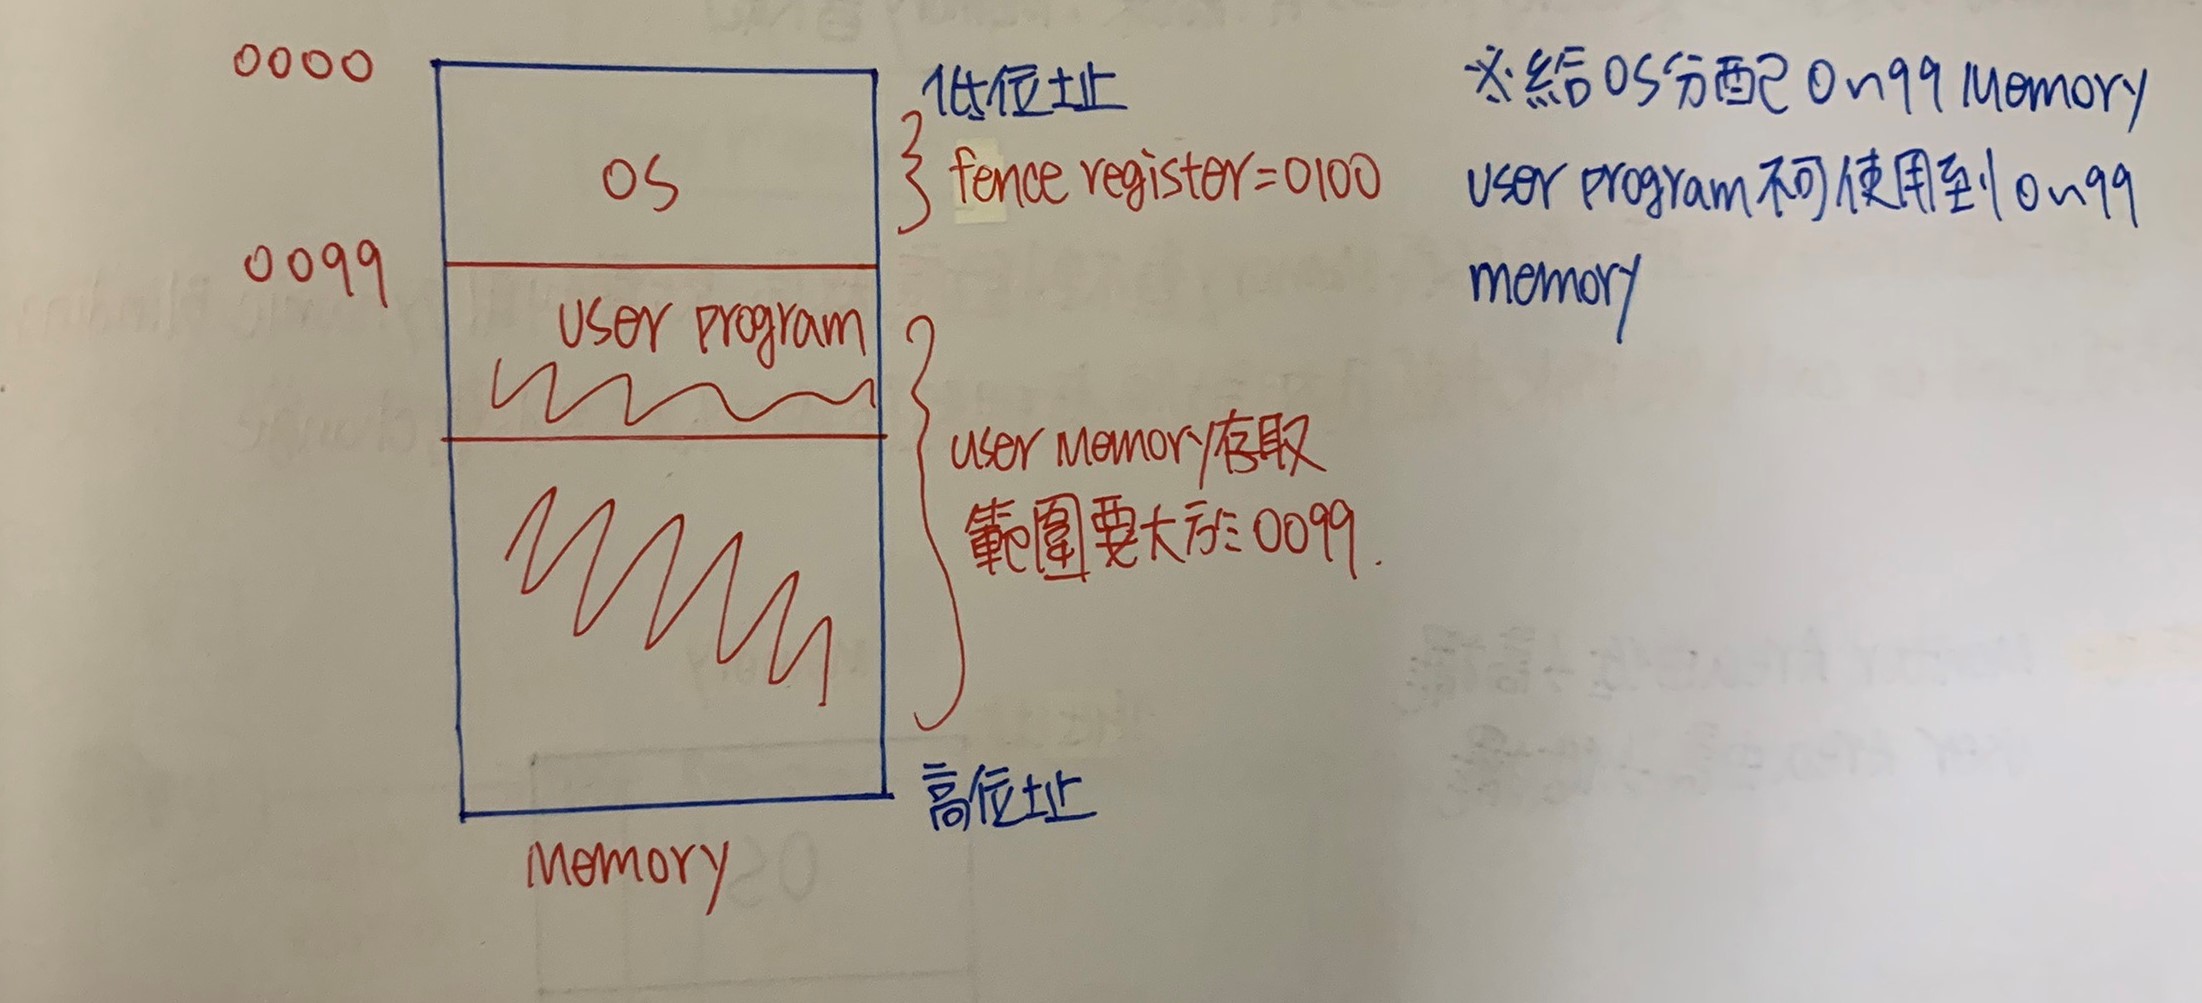 0000
低位址
OS
fence register=0100
0099
user program
user Memory存取
範圍要大於0099.
高位址
Memory
※給OS分配0~99 Memory
user program不可使用到0~99
memory